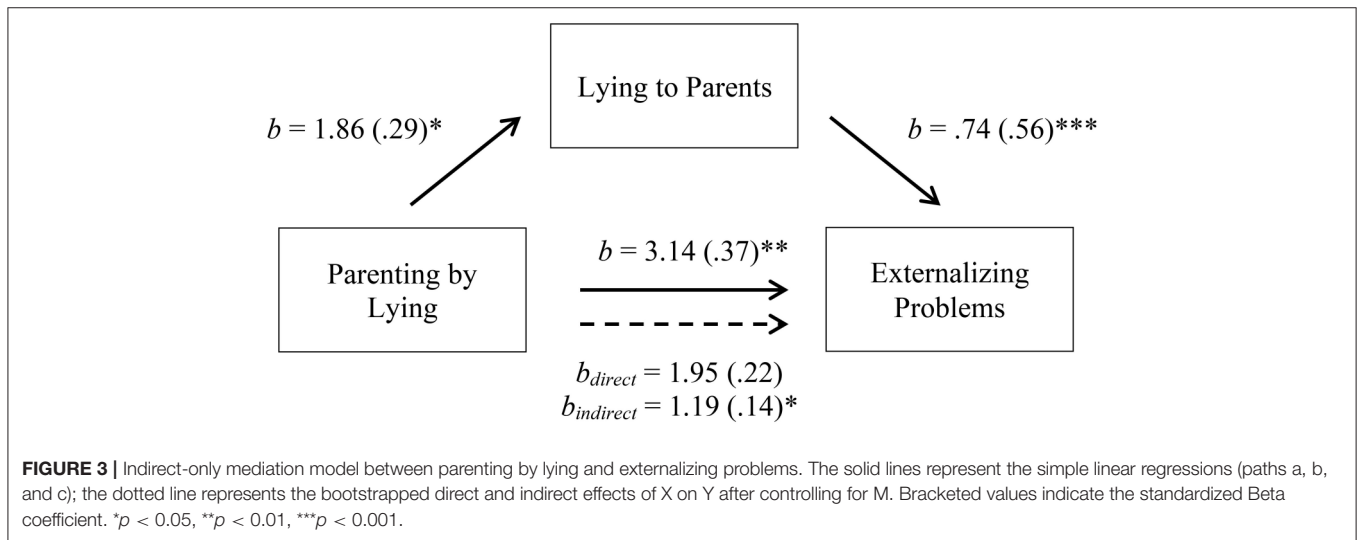 Lying to Parents
b = 1.86 (.29)*
b = .74 (.56)***
b = 3.14 (.37)**
Parenting by
Lying
Externalizing
Problems
b_direct = 1.95 (.22)
b_indirect = 1.19 (.14)*
FIGURE 3 | Indirect-only mediation model between parenting by lying and externalizing problems. The solid lines represent the simple linear regressions (paths a, b,
and c); the dotted line represents the bootstrapped direct and indirect effects of X on Y after controlling for M. Bracketed values indicate the standardized Beta
coefficient. *p < 0.05, **p < 0.01, ***p < 0.001.